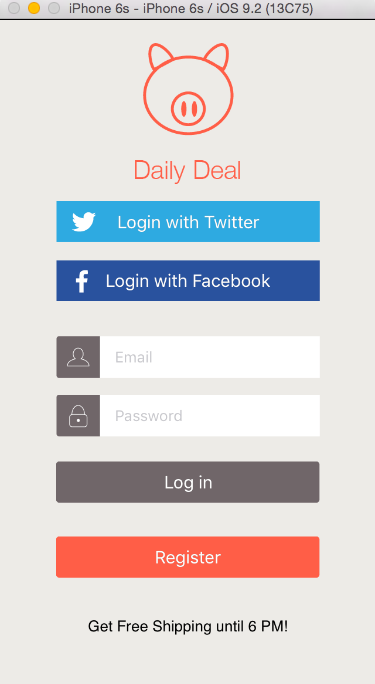 iPhone 6s - iPhone 6s / iOS 9.2 (13C75)
Daily Deal
Login with Twitter
Login with Facebook
Email
Password
Log in
Register
Get Free Shipping until 6 PM!